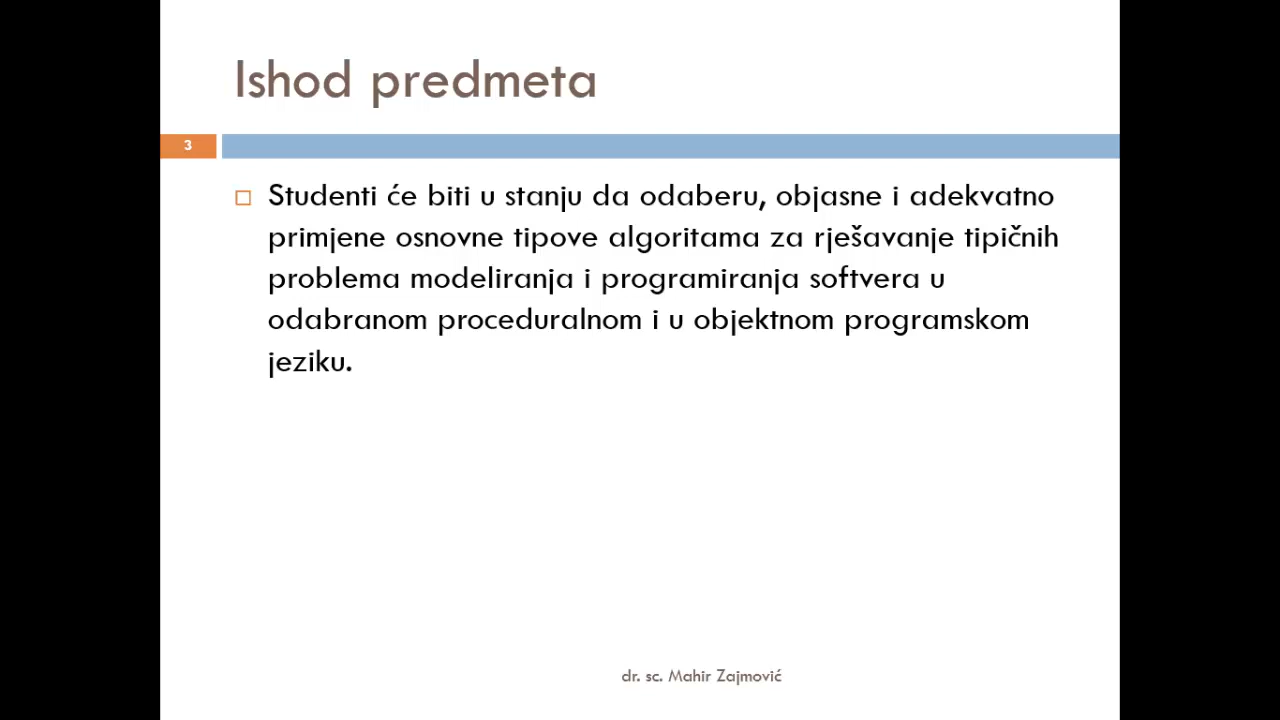 Ishod predmeta
3
Studenti će biti u stanju da odaberu, objasne i adekvatno
primjene osnovne tipove algoritama za rješavanje tipičnih
problema modeliranja i programiranja softvera u
odabranom proceduralnom i u objektnom programskom
jeziku.
dr. sc. Mahir Zajmović